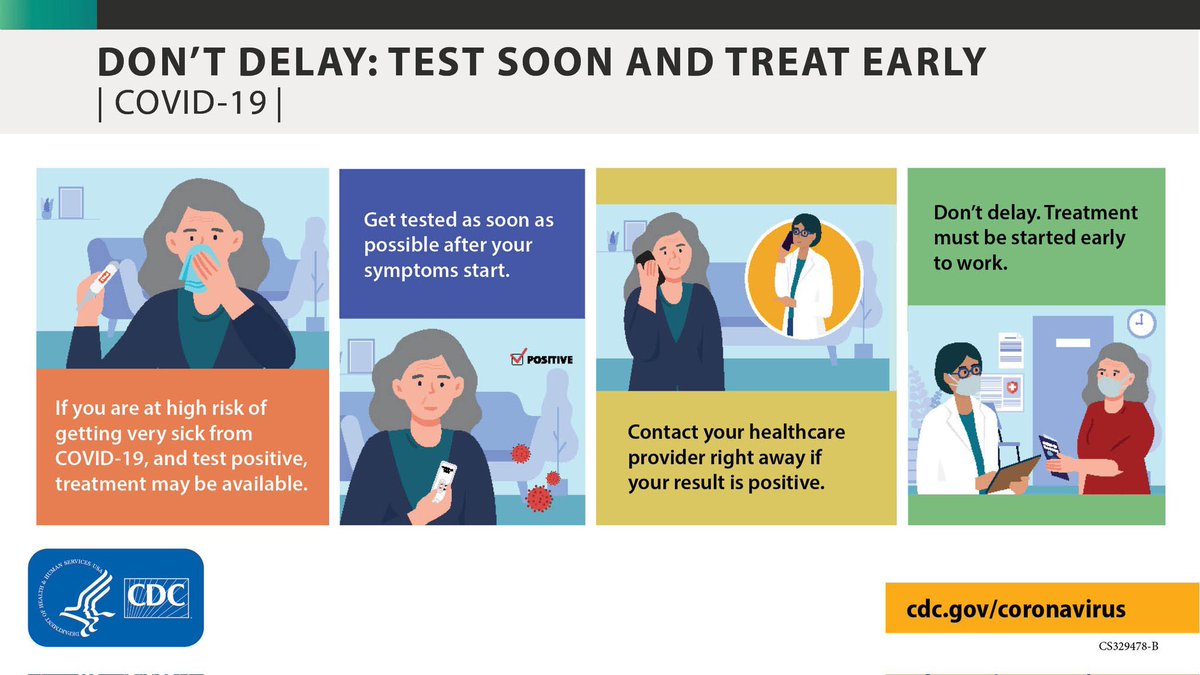 DON’T DELAY: TEST SOON AND TREAT EARLY
| COVID-19 |
If you are at high risk of
getting very sick from
COVID-19, and test positive,
treatment may be available.
Get tested as soon as
possible after your
symptoms start.
POSITIVE
Contact your healthcare
provider right away if
your result is positive.
Don’t delay. Treatment
must be started early
to work.
DEPARTMENT OF HEALTH & HUMAN SERVICES·USA
CDC
cdc.gov/coronavirus
CS329478-B